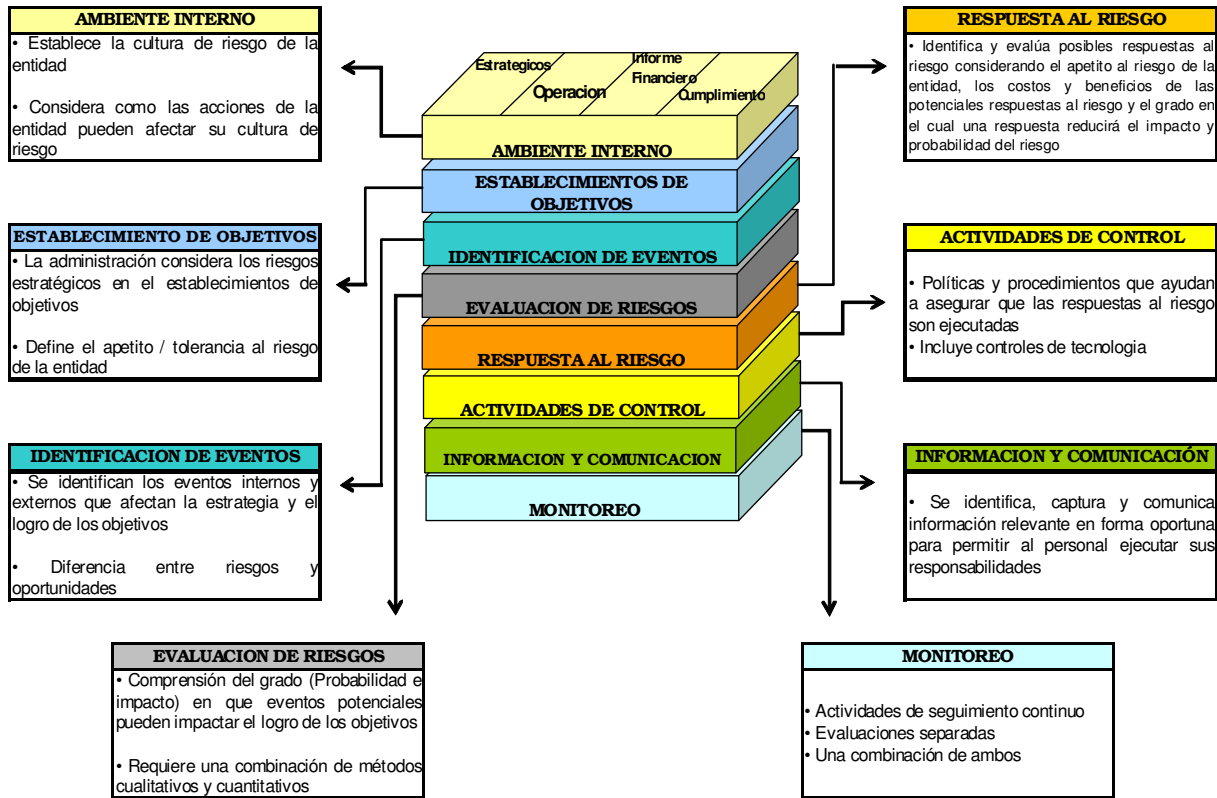 AMBIENTE INTERNO
• Establece la cultura de riesgo de la
entidad
• Considera como las acciones de la
entidad pueden afectar su cultura de
riesgo
ESTABLECIMIENTO DE OBJETIVOS
• La administración considera los riesgos
estratégicos en el establecimientos de
objetivos
• Define el apetito / tolerancia al riesgo
de la entidad
IDENTIFICACION DE EVENTOS
• Se identifican los eventos internos y
externos que afectan la estrategia y el
logro de los objetivos
• Diferencia entre riesgos y
oportunidades
EVALUACION DE RIESGOS
• Comprensión del grado (Probabilidad e
impacto) en que eventos potenciales
pueden impactar el logro de los objetivos
• Requiere una combinación de métodos
cualitativos y cuantitativos
Estrategicos
Operacion
Informe
Financiero
Cumplimiento
AMBIENTE INTERNO
ESTABLECIMIENTOS DE
OBJETIVOS
IDENTIFICACION DE EVENTOS
EVALUACION DE RIESGOS
RESPUESTA AL RIESGO
ACTIVIDADES DE CONTROL
INFORMACION Y COMUNICACION
MONITOREO
RESPUESTA AL RIESGO
• Identifica y evalúa posibles respuestas al
riesgo considerando el apetito al riesgo de la
entidad, los costos y beneficios de las
potenciales respuestas al riesgo y el grado en
el cual una respuesta reducirá el impacto y
probabilidad del riesgo
ACTIVIDADES DE CONTROL
• Políticas y procedimientos que ayudan
a asegurar que las respuestas al riesgo
son ejecutadas
• Incluye controles de tecnologia
INFORMACION Y COMUNICACIÓN
• Se identifica, captura y comunica
información relevante en forma oportuna
para permitir al personal ejecutar sus
responsabilidades
MONITOREO
• Actividades de seguimiento continuo
• Evaluaciones separadas
• Una combinación de ambos